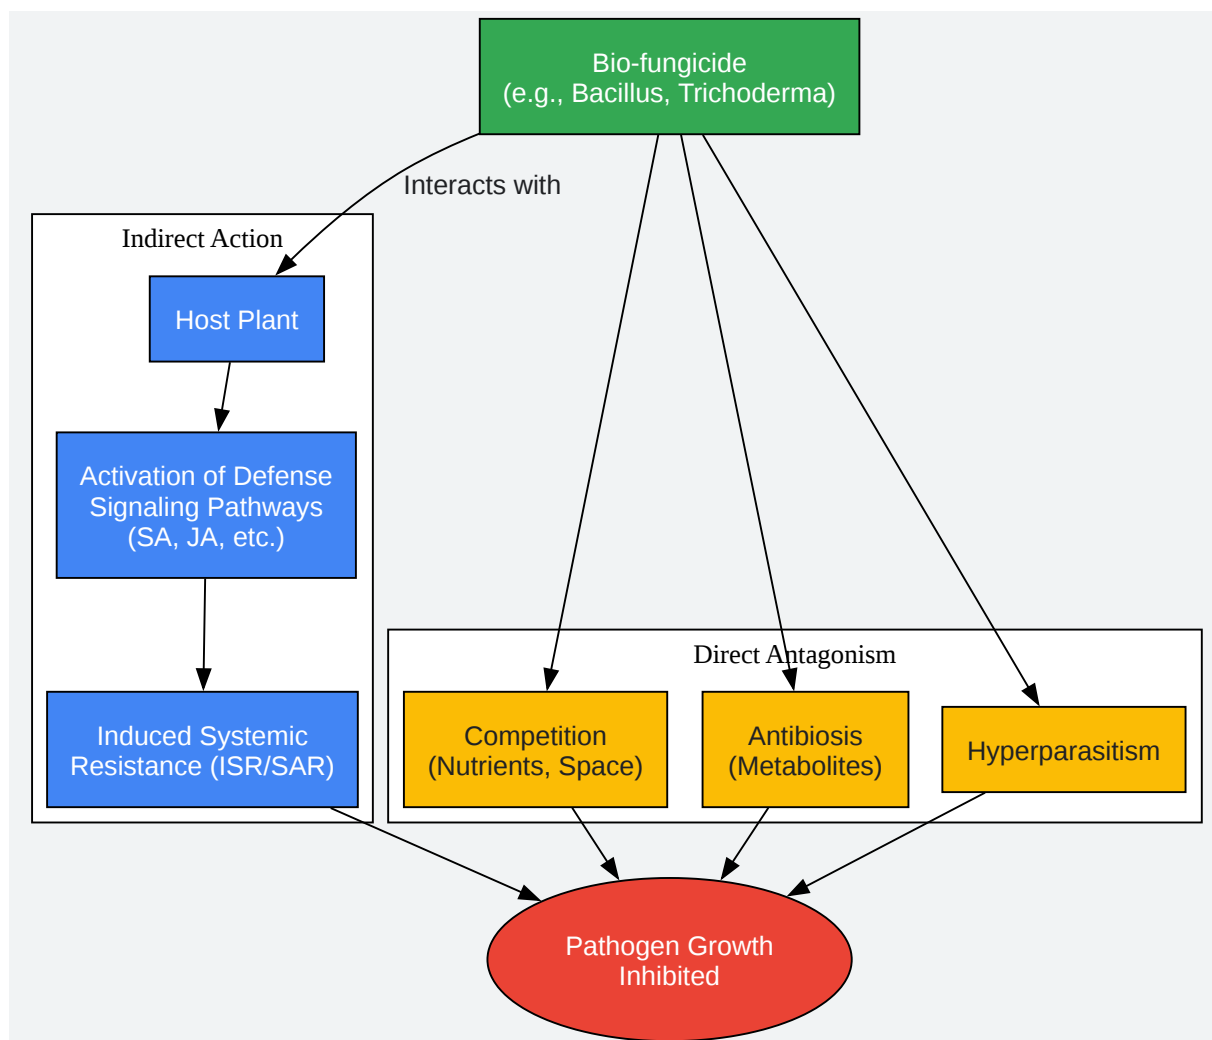 Bio-fungicide
(e.g., Bacillus, Trichoderma)
Interacts with
Indirect Action
Host Plant
Activation of Defense
Signaling Pathways
(SA, JA, etc.)
Induced Systemic
Resistance (ISR/SAR)
Direct Antagonism
Competition
(Nutrients, Space)
Antibiosis
(Metabolites)
Hyperparasitism
Pathogen Growth
Inhibited